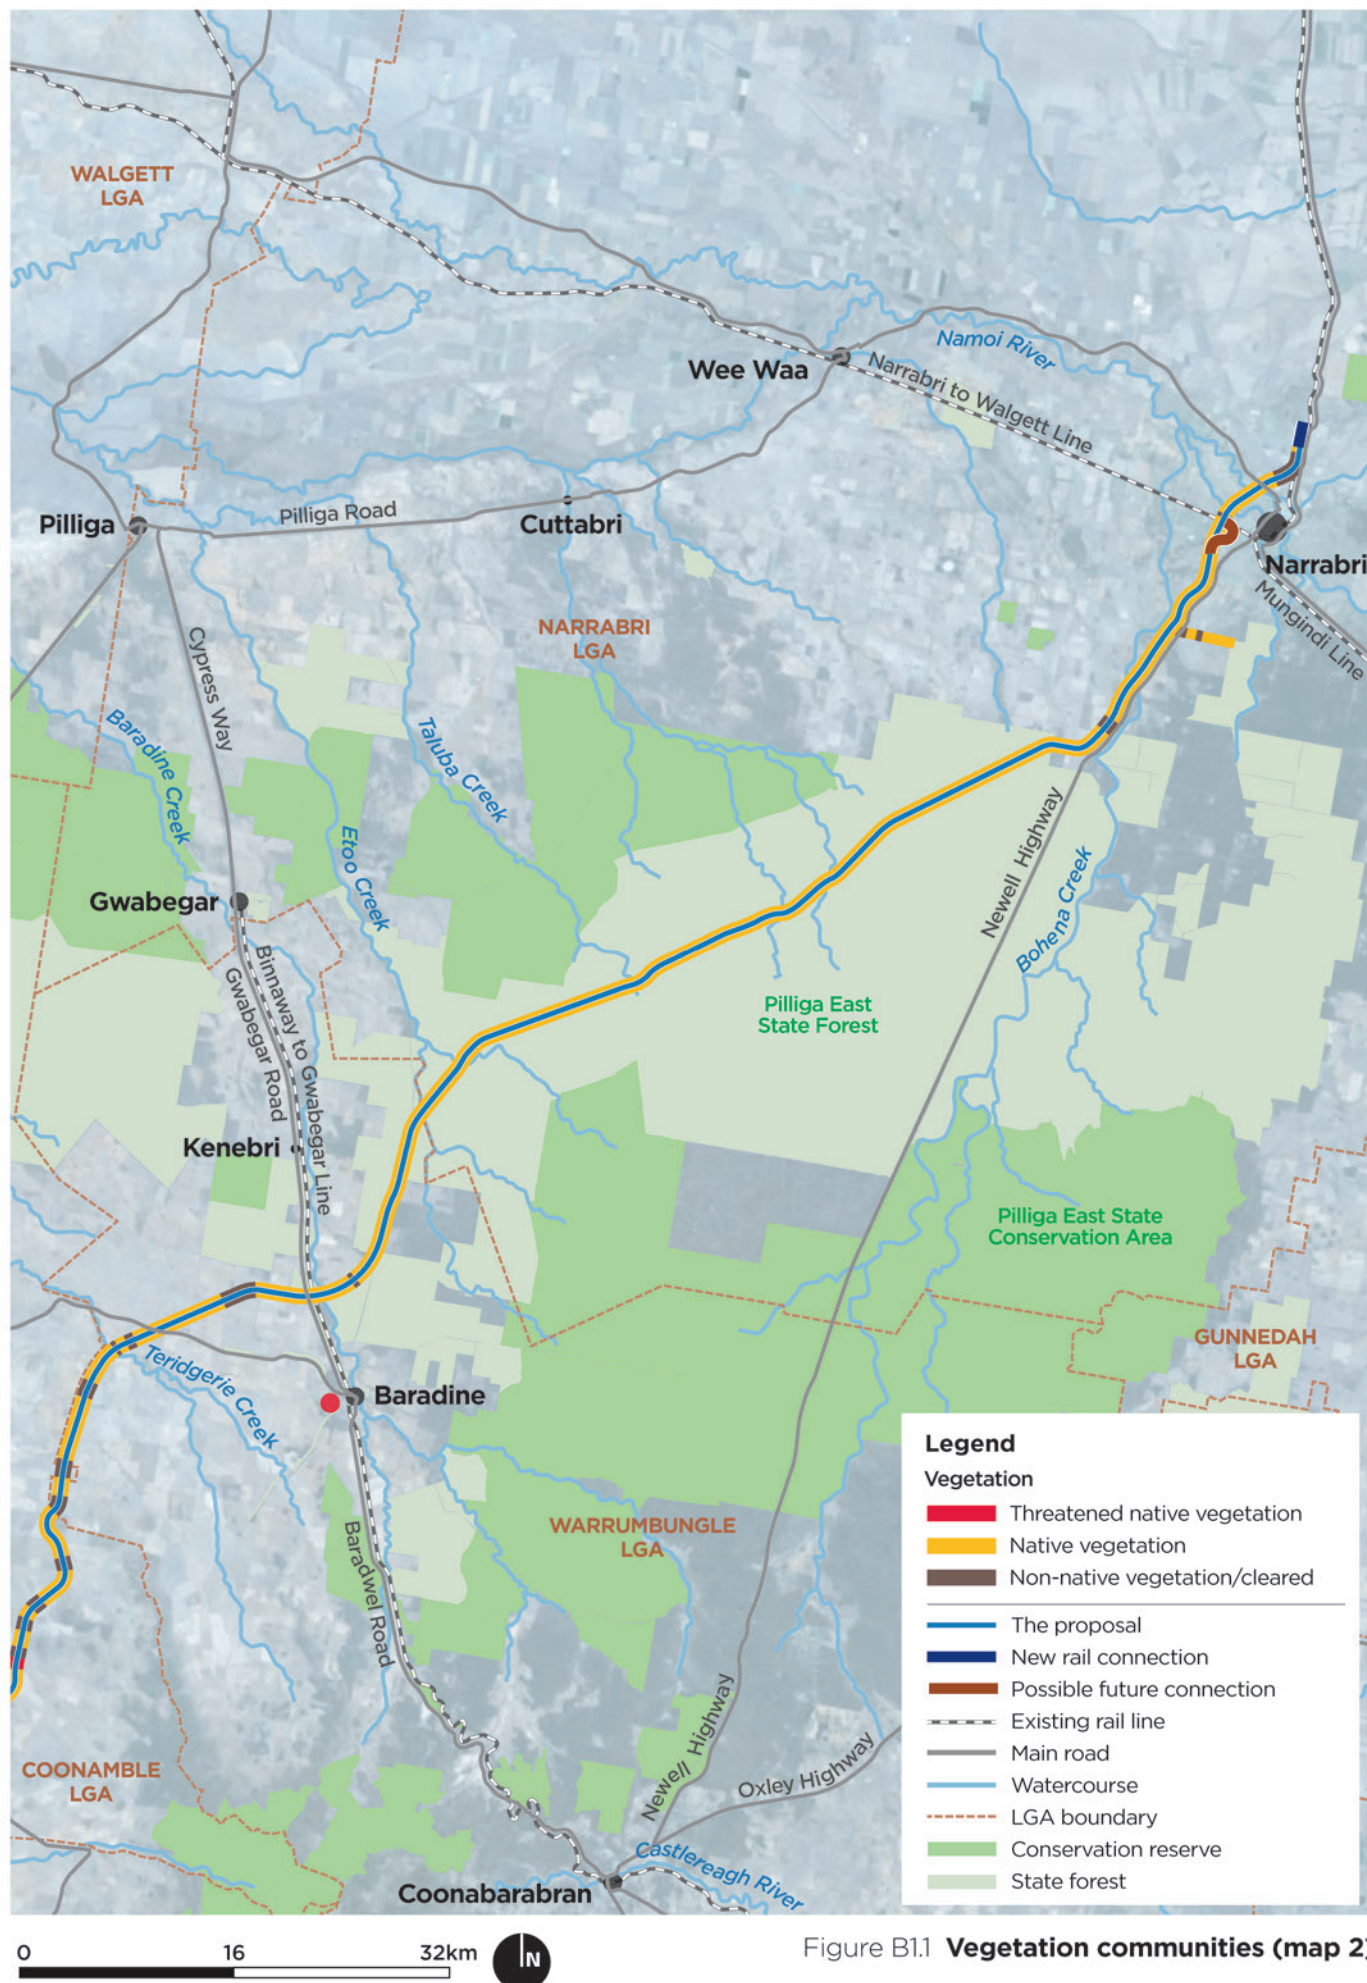 WALGETT
LGA
Wee Waa
Namoi River
Narrabri to Walgett Line
Pilliga
Pilliga Road
Cuttabri
Narrabri
Mungindi Line
NARRABRI
LGA
Cypress Way
Baradine Creek
Taluba Creek
Etoo Creek
Newell Highway
Bohena Creek
Gwabegar
Binnaway to Gwabegar Line
Gwabegar Road
Pilliga East
State Forest
Kenebri
Pilliga East State
Conservation Area
GUNNEDAH
LGA
Teridgerie Creek
Baradine
WARRUMBUNGLE
LGA
Baradwel Road
COONAMBLE
LGA
Newell Highway
Oxley Highway
Castlereagh River
Coonabarabran
Legend
Vegetation
Threatened native vegetation
Native vegetation
Non-native vegetation/cleared
The proposal
New rail connection
Possible future connection
Existing rail line
Main road
Watercourse
LGA boundary
Conservation reserve
State forest
0 16 32km
N
Figure B1.1 Vegetation communities (map 2)